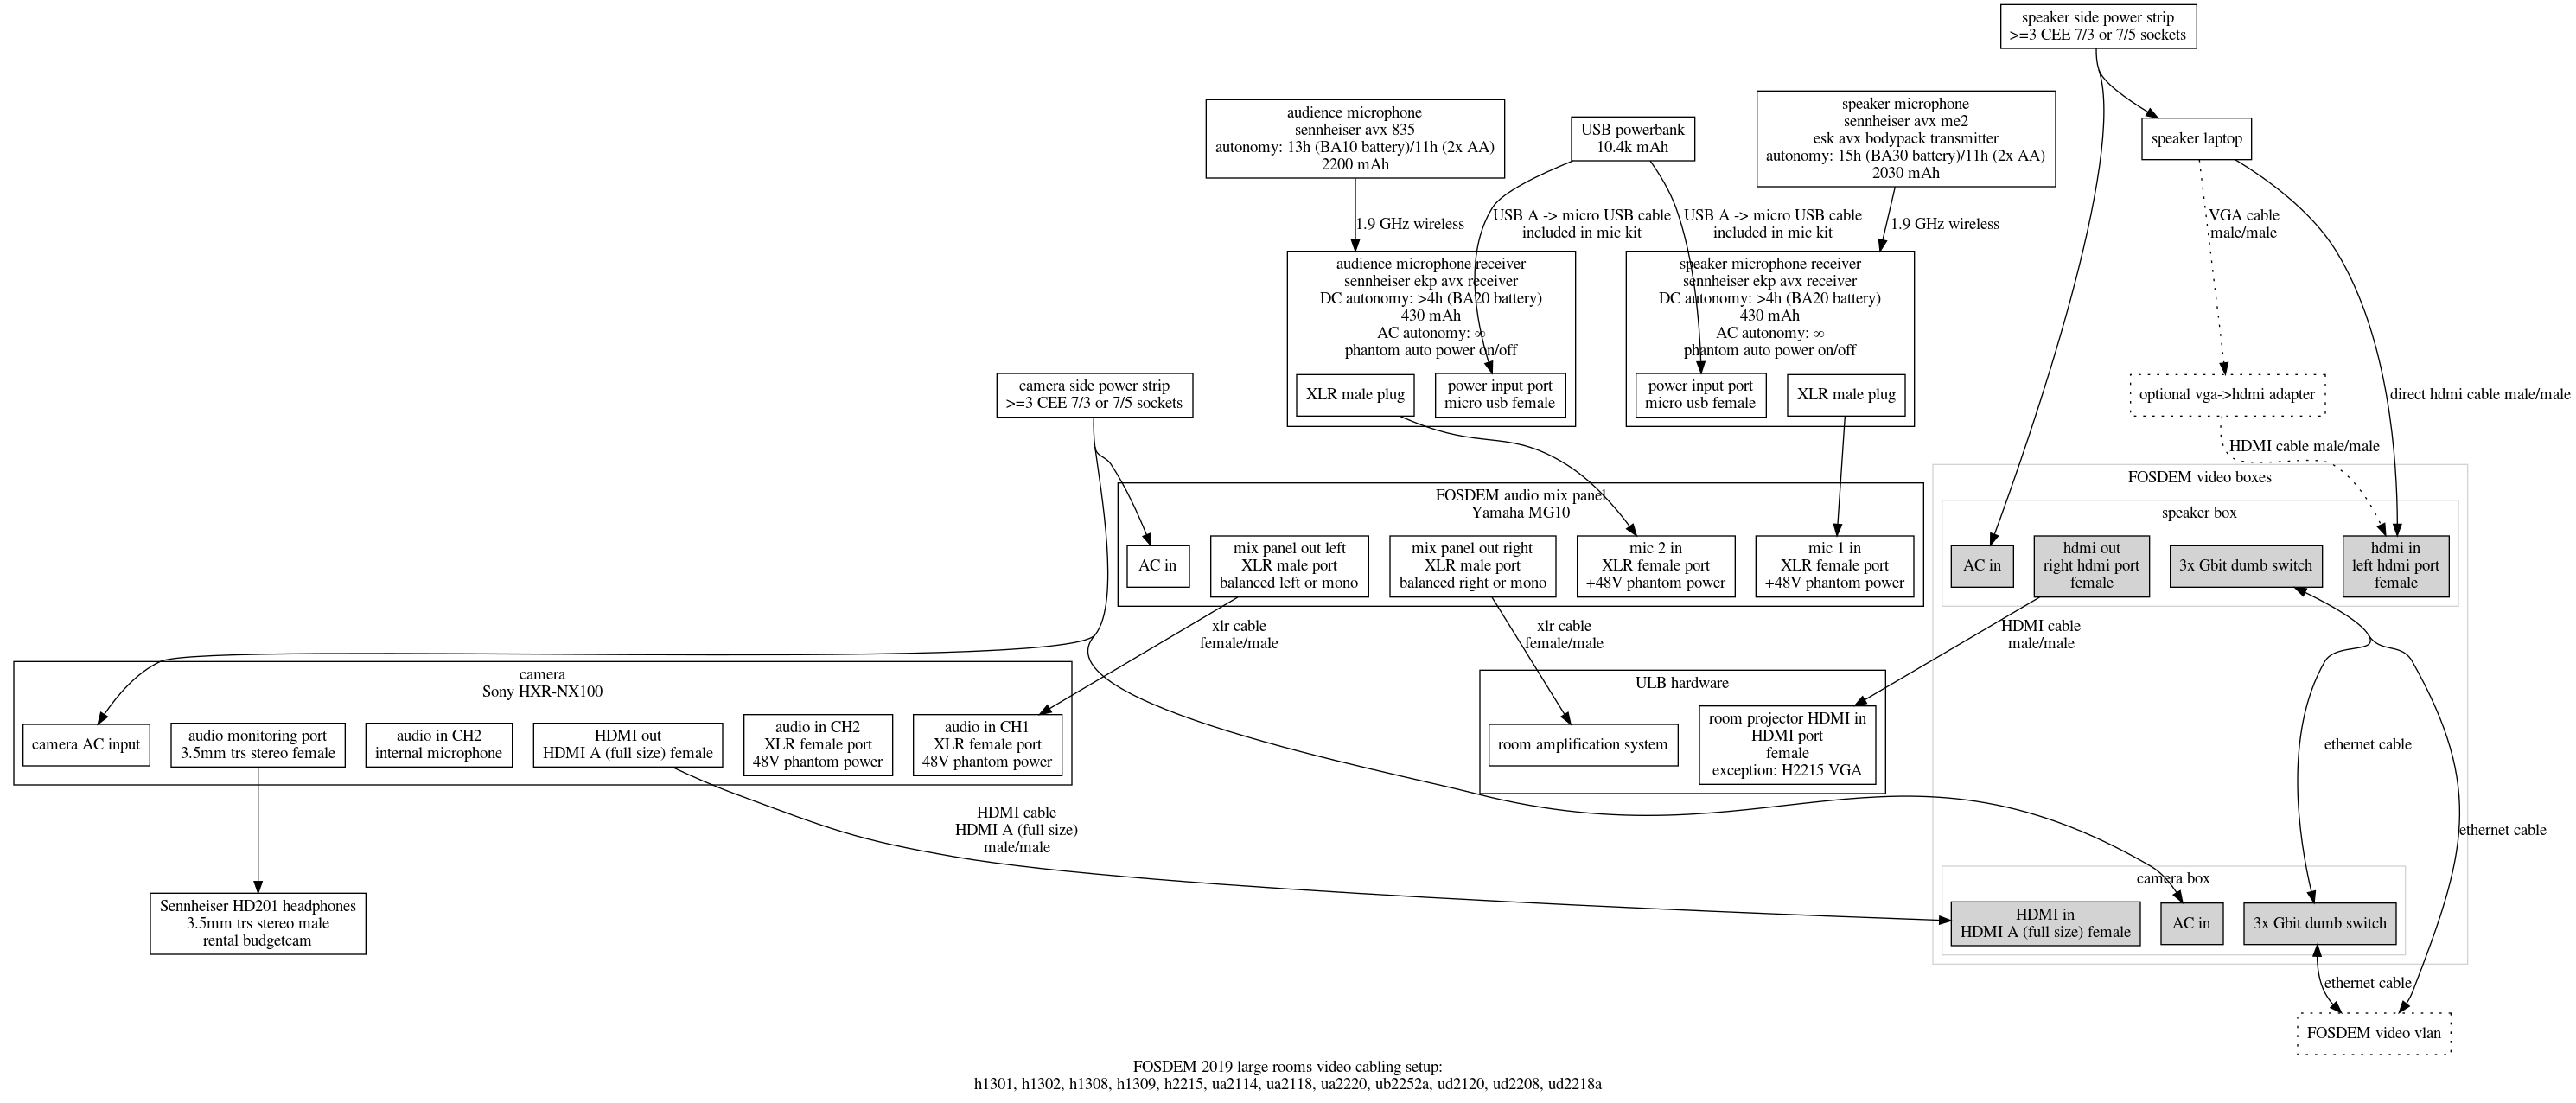 speaker side power strip
>=3 CEE 7/3 or 7/5 sockets
audience microphone
sennheiser avx 835
autonomy: 13h (BA10 battery)/11h (2x AA)
2200 mAh
USB powerbank
10.4k mAh
speaker microphone
sennheiser avx me2
esk avx bodypack transmitter
autonomy: 15h (BA30 battery)/11h (2x AA)
2030 mAh
speaker laptop
1.9 GHz wireless
USB A -> micro USB cable
included in mic kit
USB A -> micro USB cable
included in mic kit
1.9 GHz wireless
VGA cable
male/male
audience microphone receiver
sennheiser ekp avx receiver
DC autonomy: >4h (BA20 battery)
430 mAh
AC autonomy: ∞
phantom auto power on/off
XLR male plug
power input port
micro usb female
speaker microphone receiver
sennheiser ekp avx receiver
DC autonomy: >4h (BA20 battery)
430 mAh
AC autonomy: ∞
phantom auto power on/off
power input port
micro usb female
XLR male plug
camera side power strip
>=3 CEE 7/3 or 7/5 sockets
optional vga->hdmi adapter
direct hdmi cable male/male
HDMI cable male/male
FOSDEM audio mix panel
Yamaha MG10
AC in
mix panel out left
XLR male port
balanced left or mono
mix panel out right
XLR male port
balanced right or mono
mic 2 in
XLR female port
+48V phantom power
mic 1 in
XLR female port
+48V phantom power
FOSDEM video boxes
speaker box
AC in
hdmi out
right hdmi port
female
3x Gbit dumb switch
hdmi in
left hdmi port
female
xlr cable
female/male
xlr cable
female/male
HDMI cable
male/male
camera
Sony HXR-NX100
camera AC input
audio monitoring port
3.5mm trs stereo female
audio in CH2
internal microphone
HDMI out
HDMI A (full size) female
audio in CH2
XLR female port
48V phantom power
audio in CH1
XLR female port
48V phantom power
ULB hardware
room amplification system
room projector HDMI in
HDMI port
female
exception: H2215 VGA
ethernet cable
HDMI cable
HDMI A (full size)
male/male
ethernet cable
camera box
HDMI in
HDMI A (full size) female
AC in
3x Gbit dumb switch
Sennheiser HD201 headphones
3.5mm trs stereo male
rental budgetcam
ethernet cable
FOSDEM video vlan
FOSDEM 2019 large rooms video cabling setup:
h1301, h1302, h1308, h1309, h2215, ua2114, ua2118, ua2220, ub2252a, ud2120, ud2208, ud2218a